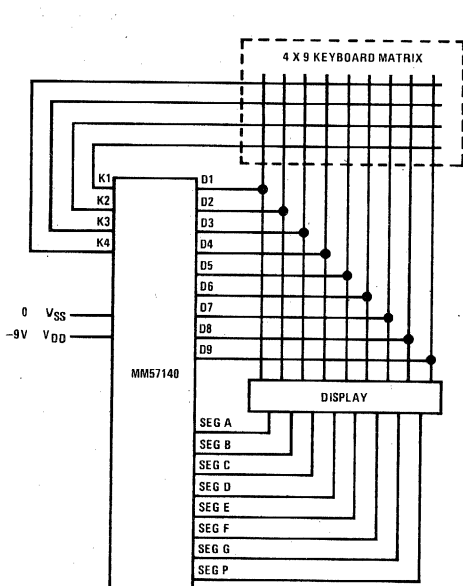 4 X 9 KEYBOARD MATRIX
K1
K2
K3
K4
D1
D2
D3
D4
D5
D6
D7
D8
D9
0 VSS
-9V VDD
MM57140
DISPLAY
SEG A
SEG B
SEG C
SEG D
SEG E
SEG F
SEG G
SEG P